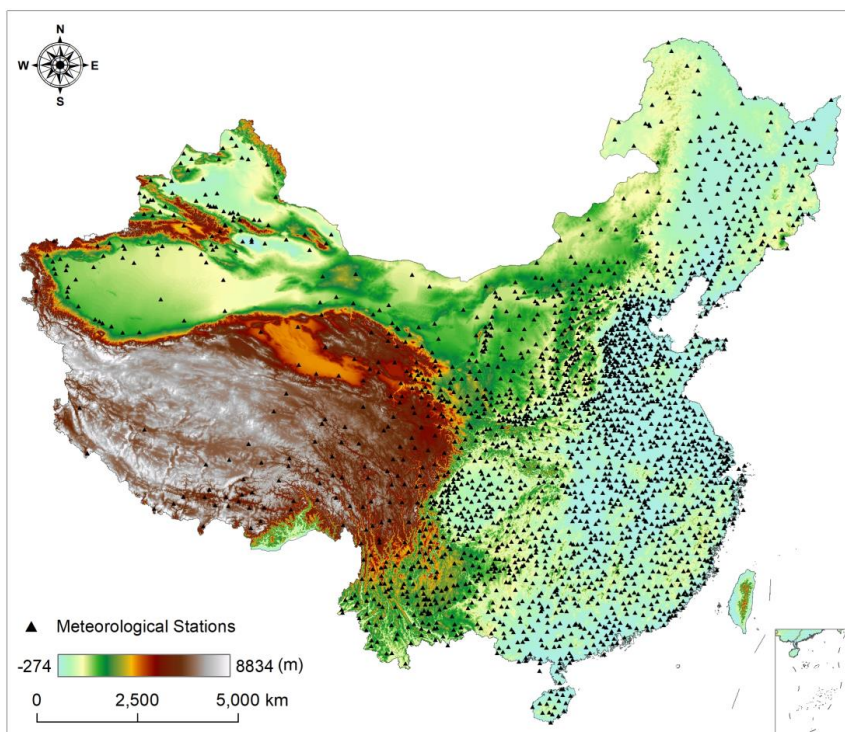 N
W E
S
Meteorological Stations
-274 8834 (m)
0 2,500 5,000 km